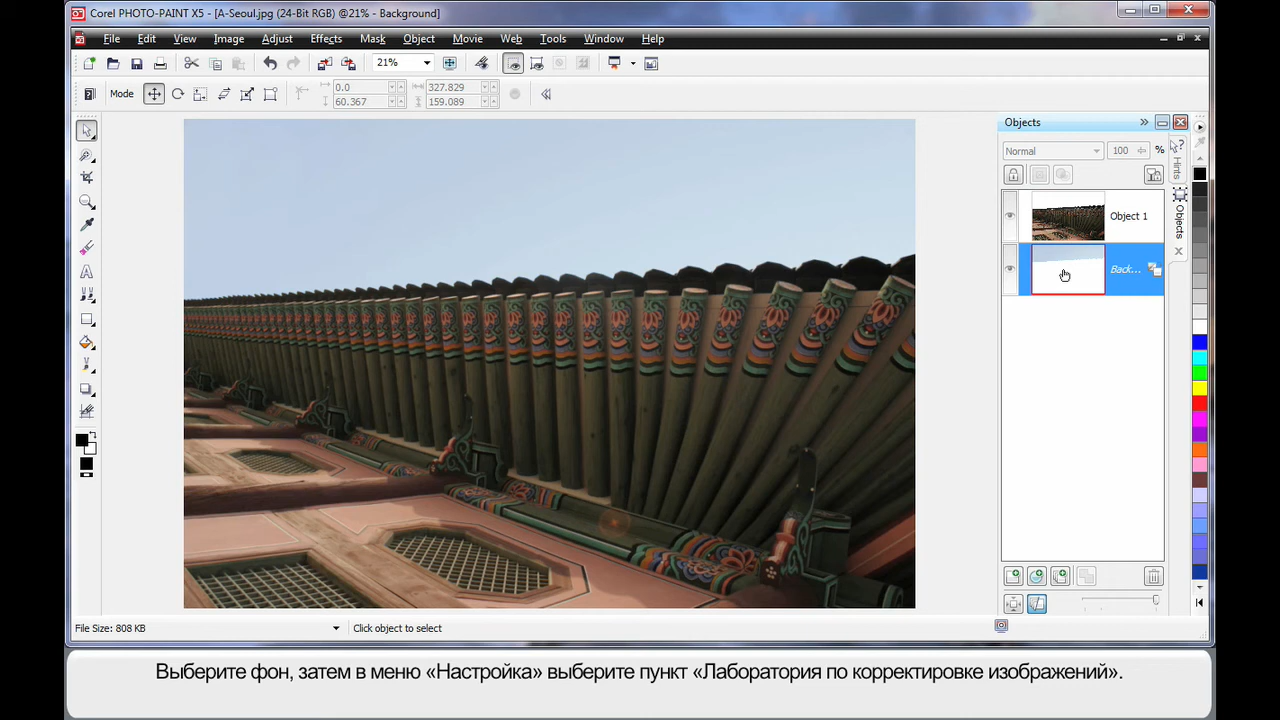 Corel PHOTO-PAINT X5 - [A-Seoul.jpg (24-Bit RGB) @21% - Background]
File Edit View Image Adjust Effects Mask Object Movie Web Tools Window Help
21%
Mode 0.0 60.367 327.829 159.089
Objects
Normal 100 %
Hints
Object 1
Objects
Back...
File Size: 808 KB Click object to select
Выберите фон, затем в меню «Настройка» выберите пункт «Лаборатория по корректировке изображений».